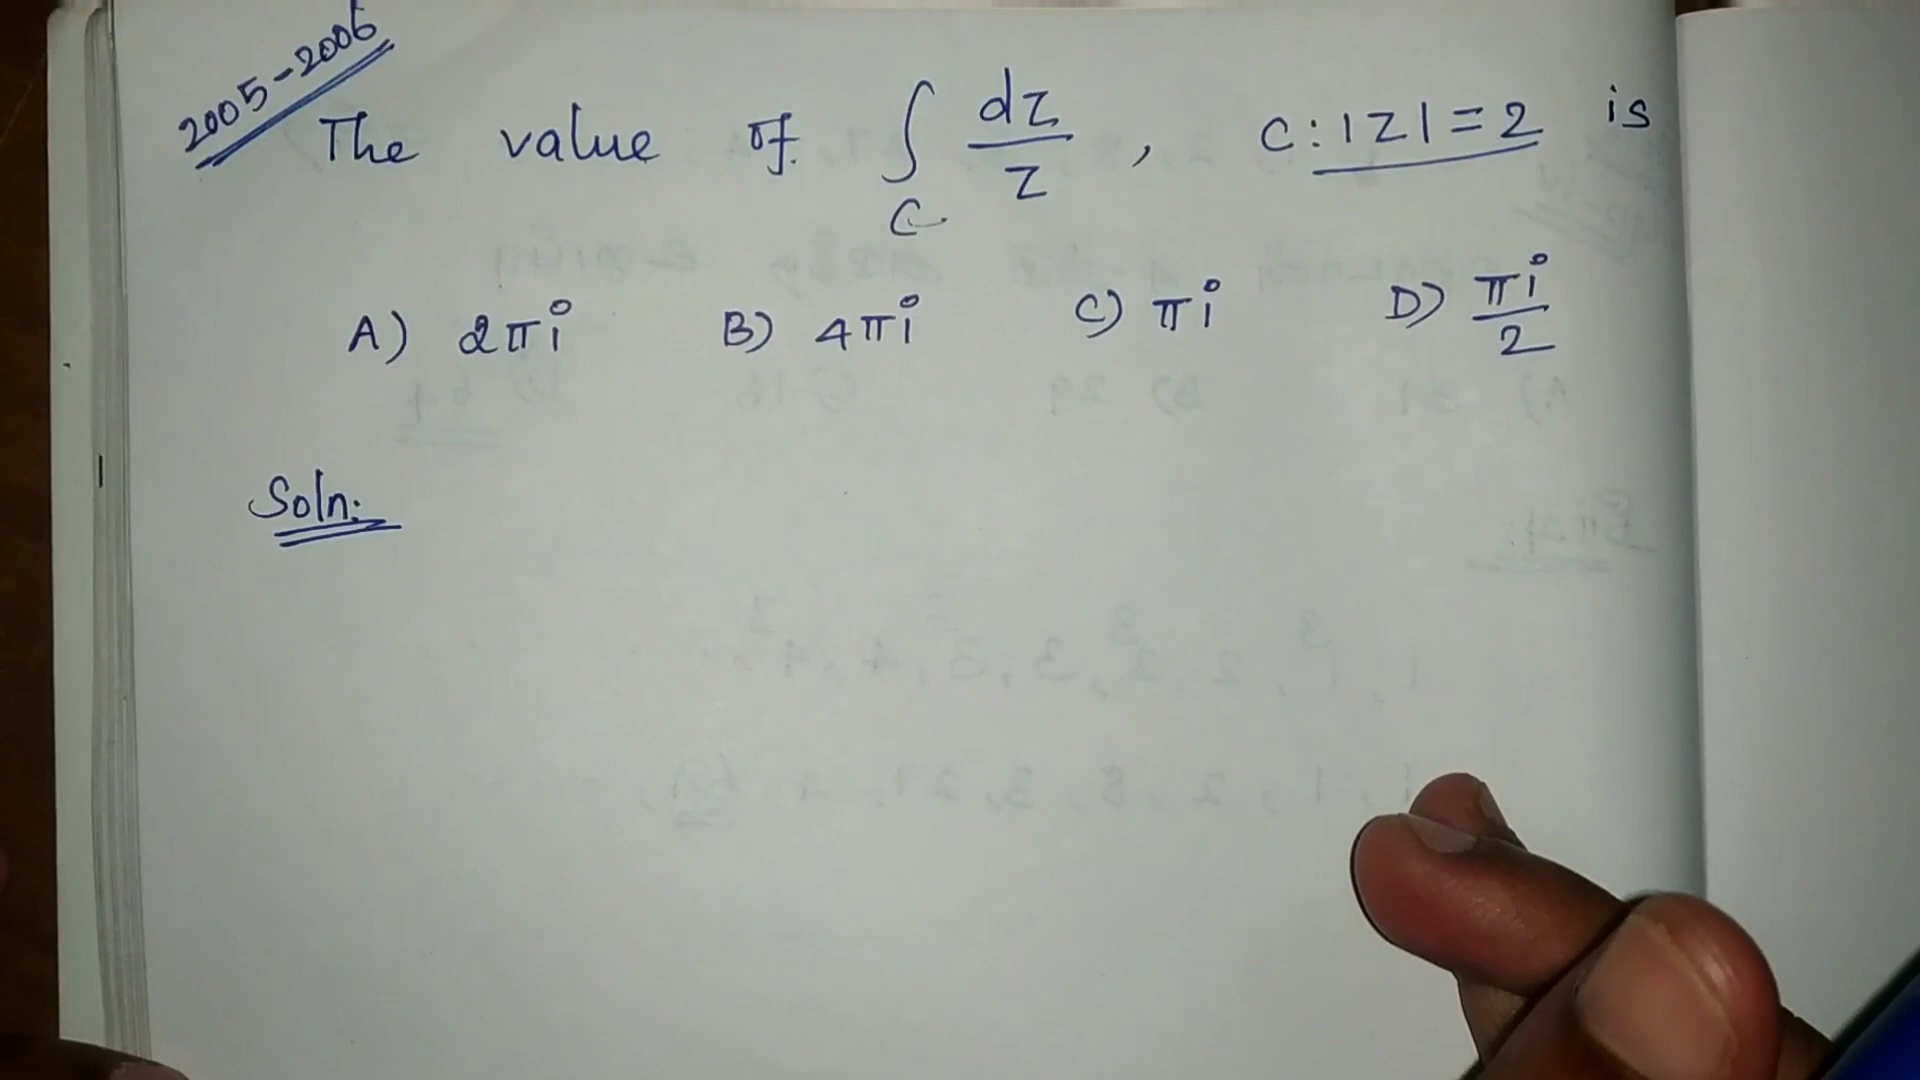 2005-2006
The value of ∫_C dz/z, C:|z|=2 is
A) 2πi B) 4πi C) πi D) πi/2
Soln: